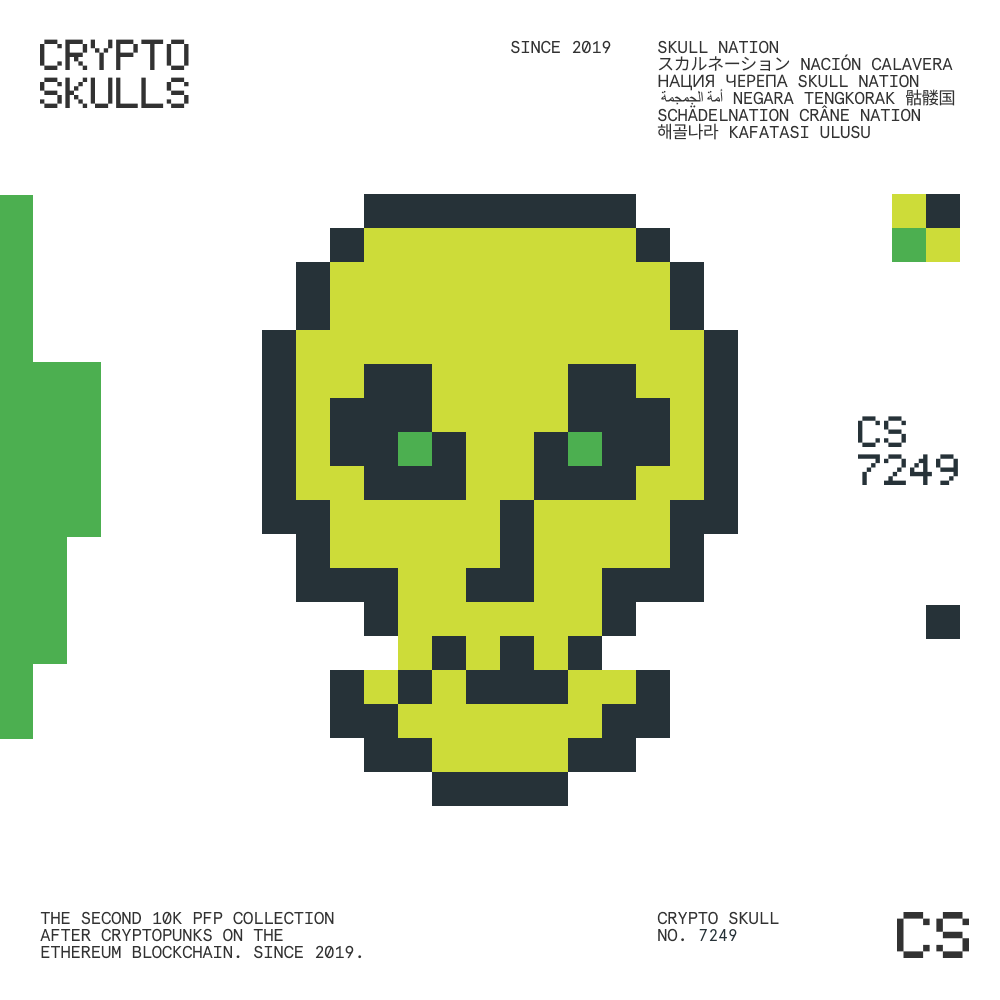 CRYPTO
SKULLS
SINCE 2019
SKULL NATION
スカルネーション NACIÓN CALAVERA
НАЦИЯ ЧЕРЕПА SKULL NATION
أمة الجمجمة NEGARA TENGKORAK 骷髅国
SCHÄDELNATION CRÂNE NATION
해골나라 KAFATASI ULUSU
CS
7249
THE SECOND 10K PFP COLLECTION
AFTER CRYPTOPUNKS ON THE
ETHEREUM BLOCKCHAIN. SINCE 2019.
CRYPTO SKULL
NO. 7249
CS